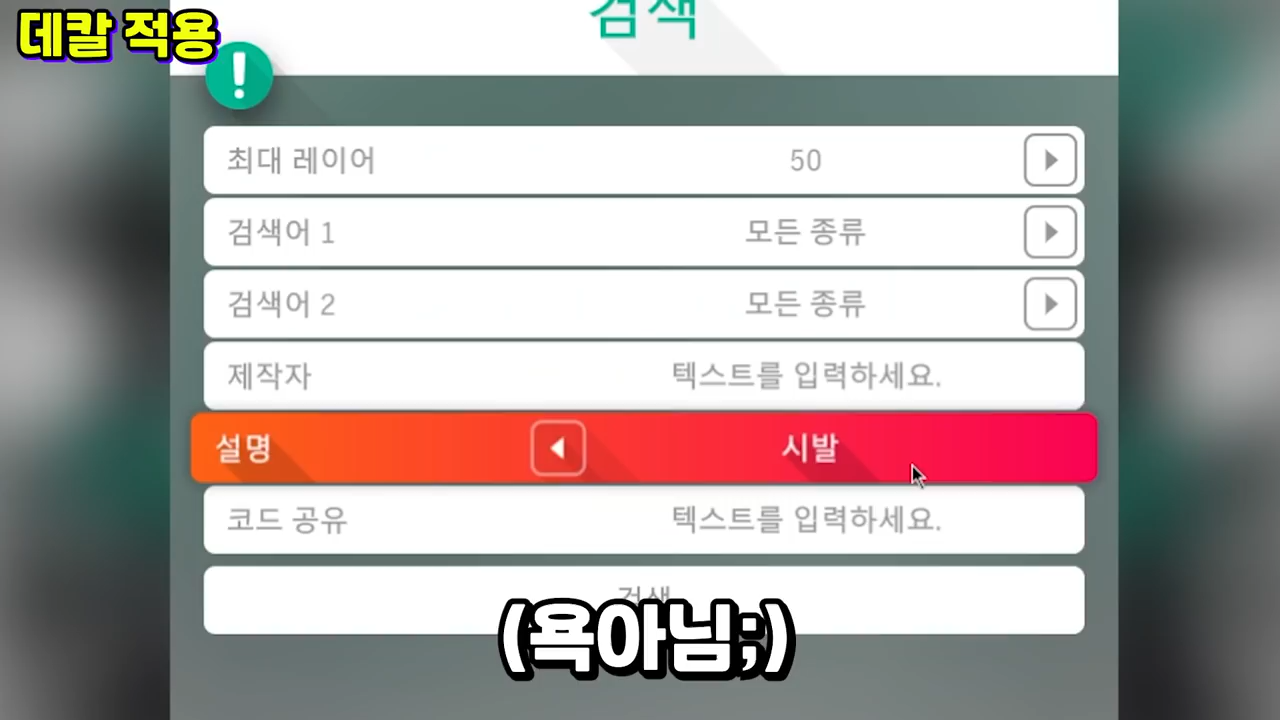 데칼 적용
검색
!
최대 레이어 50
검색어 1 모든 종류
검색어 2 모든 종류
제작자 텍스트를 입력하세요.
설명 시발
코드 공유 텍스트를 입력하세요.
검색
(욕아님;)